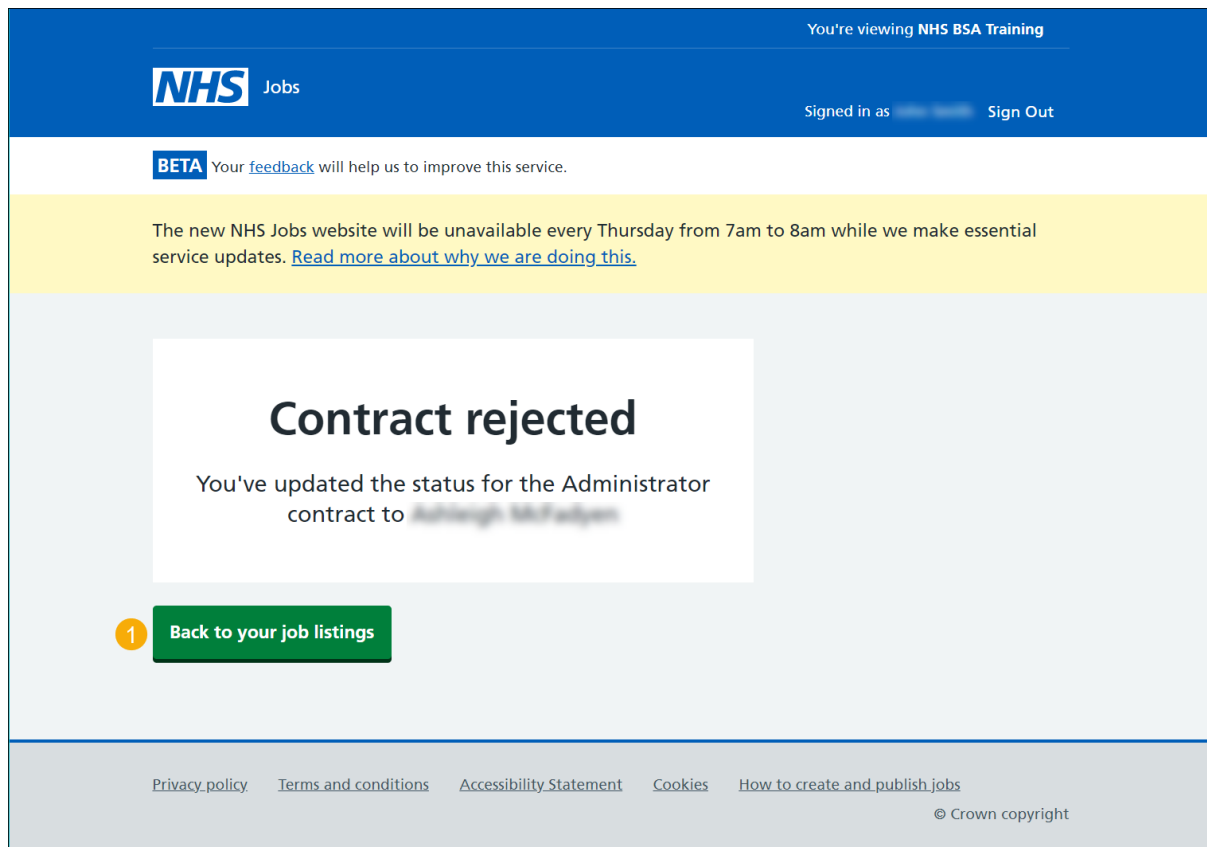 You're viewing NHS BSA Training
NHS Jobs
Signed in as Sign Out
BETA Your feedback will help us to improve this service.
The new NHS Jobs website will be unavailable every Thursday from 7am to 8am while we make essential
service updates. Read more about why we are doing this.
Contract rejected
You've updated the status for the Administrator
contract to
1 Back to your job listings
Privacy policy Terms and conditions Accessibility Statement Cookies How to create and publish jobs
© Crown copyright